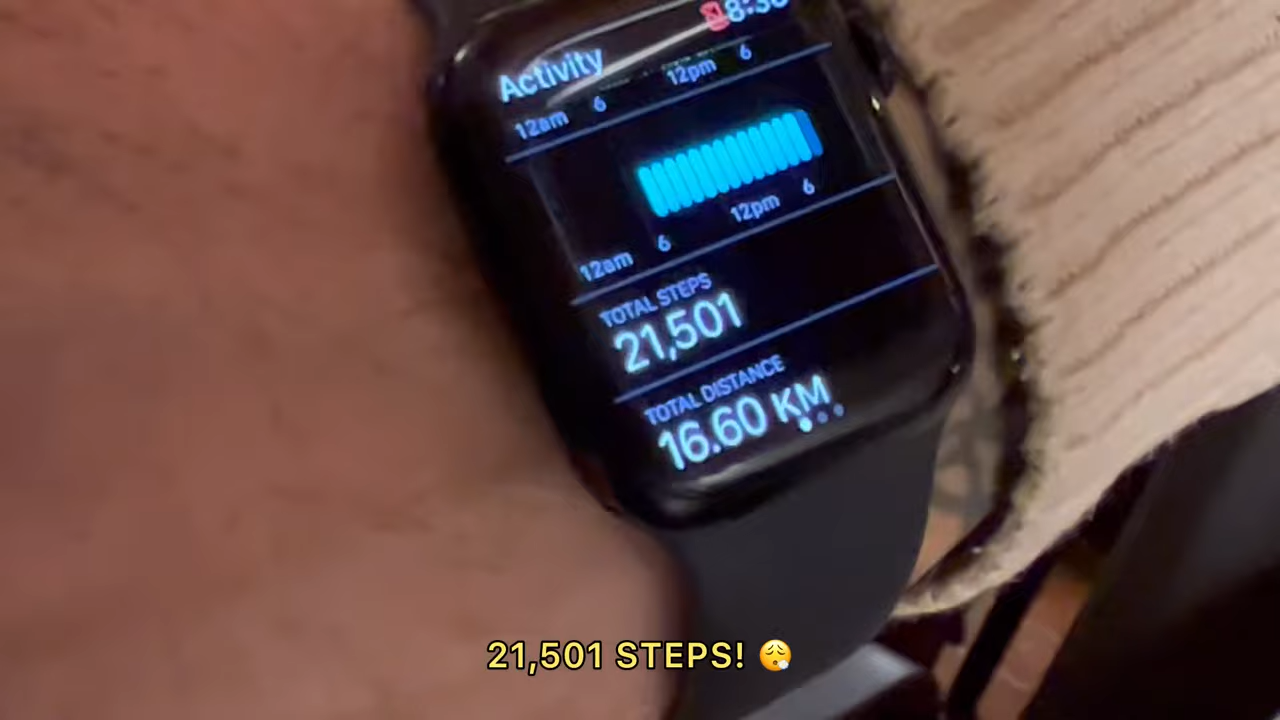 Activity
12am 6 12pm 6
12am 6 12pm 6
TOTAL STEPS
21,501
TOTAL DISTANCE
16.60 KM
21,501 STEPS! 😮‍💨